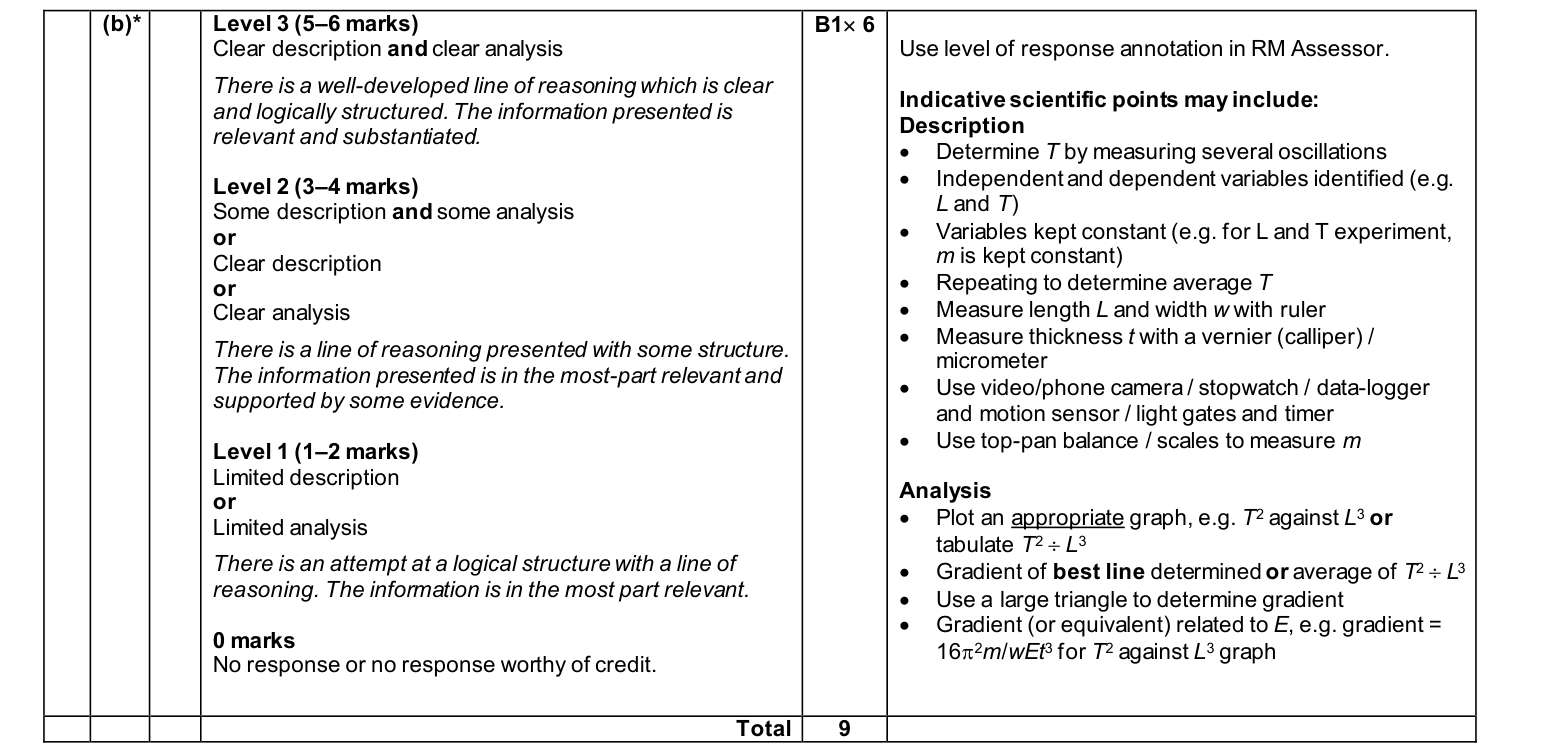 (b)*
Level 3 (5–6 marks)
Clear description and clear analysis
There is a well-developed line of reasoning which is clear
and logically structured. The information presented is
relevant and substantiated.
Level 2 (3–4 marks)
Some description and some analysis
or
Clear description
or
Clear analysis
There is a line of reasoning presented with some structure.
The information presented is in the most-part relevant and
supported by some evidence.
Level 1 (1–2 marks)
Limited description
or
Limited analysis
There is an attempt at a logical structure with a line of
reasoning. The information is in the most part relevant.
0 marks
No response or no response worthy of credit.
B1× 6
Use level of response annotation in RM Assessor.
Indicative scientific points may include:
Description
• Determine T by measuring several oscillations
• Independent and dependent variables identified (e.g.
L and T)
• Variables kept constant (e.g. for L and T experiment,
m is kept constant)
• Repeating to determine average T
• Measure length L and width w with ruler
• Measure thickness t with a vernier (calliper) /
micrometer
• Use video/phone camera / stopwatch / data-logger
and motion sensor / light gates and timer
• Use top-pan balance / scales to measure m
Analysis
• Plot an appropriate graph, e.g. T² against L³ or
tabulate T² ÷ L³
• Gradient of best line determined or average of T² ÷ L³
• Use a large triangle to determine gradient
• Gradient (or equivalent) related to E, e.g. gradient =
16π²m/wEt³ for T² against L³ graph
Total 9